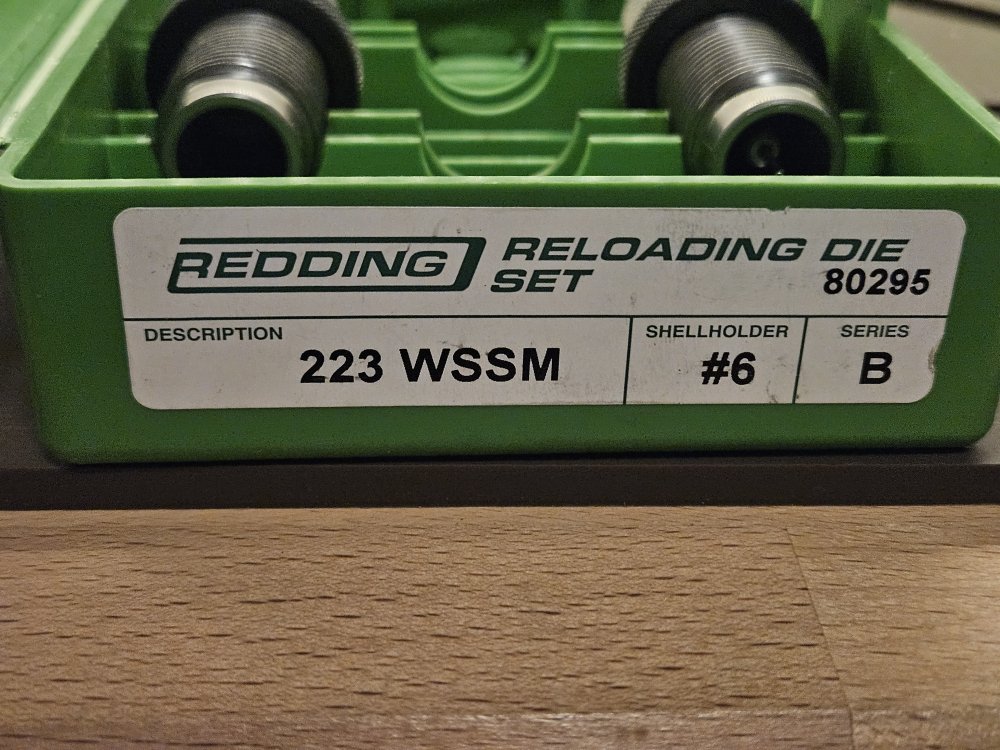 REDDING RELOADING DIE
SET 80295
DESCRIPTION SHELLHOLDER SERIES
223 WSSM #6 B